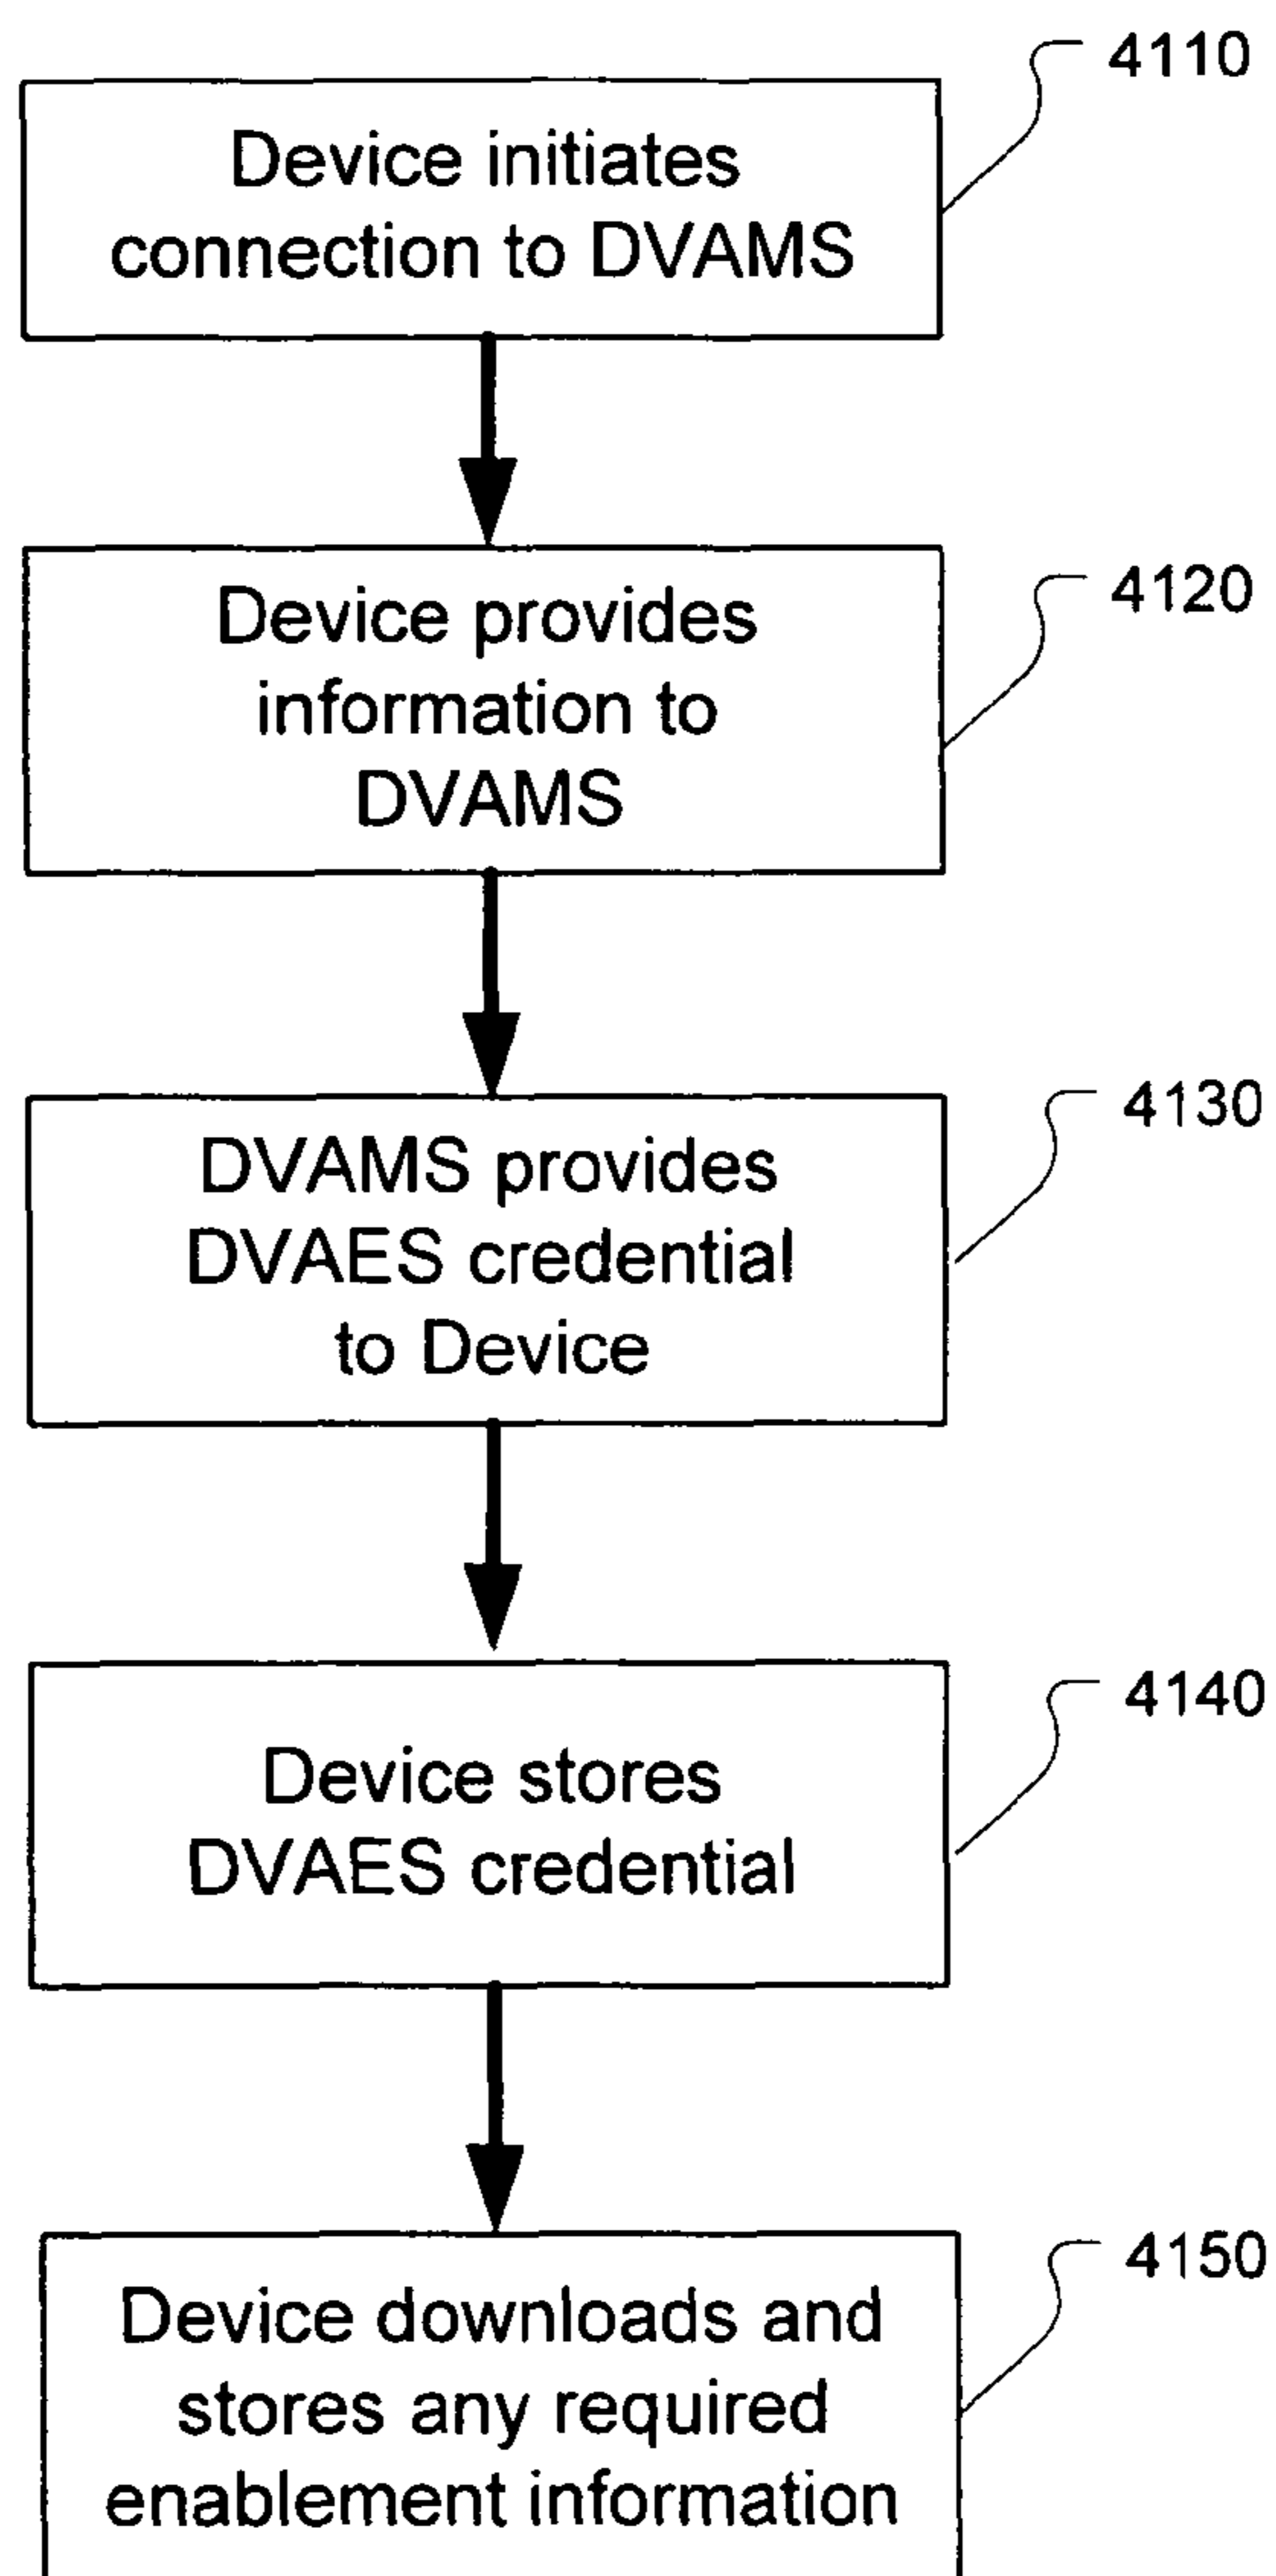 4110
Device initiates
connection to DVAMS
4120
Device provides
information to
DVAMS
4130
DVAMS provides
DVAES credential
to Device
4140
Device stores
DVAES credential
4150
Device downloads and
stores any required
enablement information